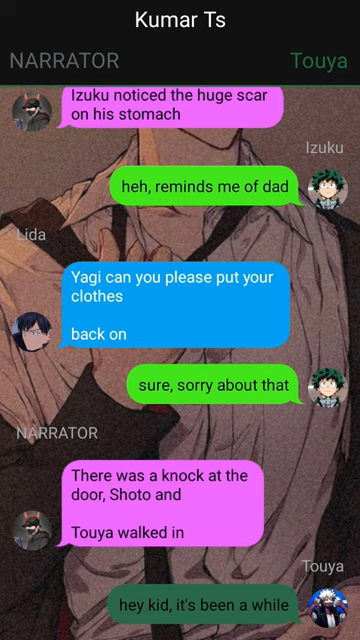 Kumar Ts
NARRATOR
Touya
Izuku noticed the huge scar
on his stomach
Izuku
heh, reminds me of dad
Lida
Yagi can you please put your
clothes
back on
sure, sorry about that
NARRATOR
There was a knock at the
door, Shoto and
Touya walked in
Touya
hey kid, it's been a while